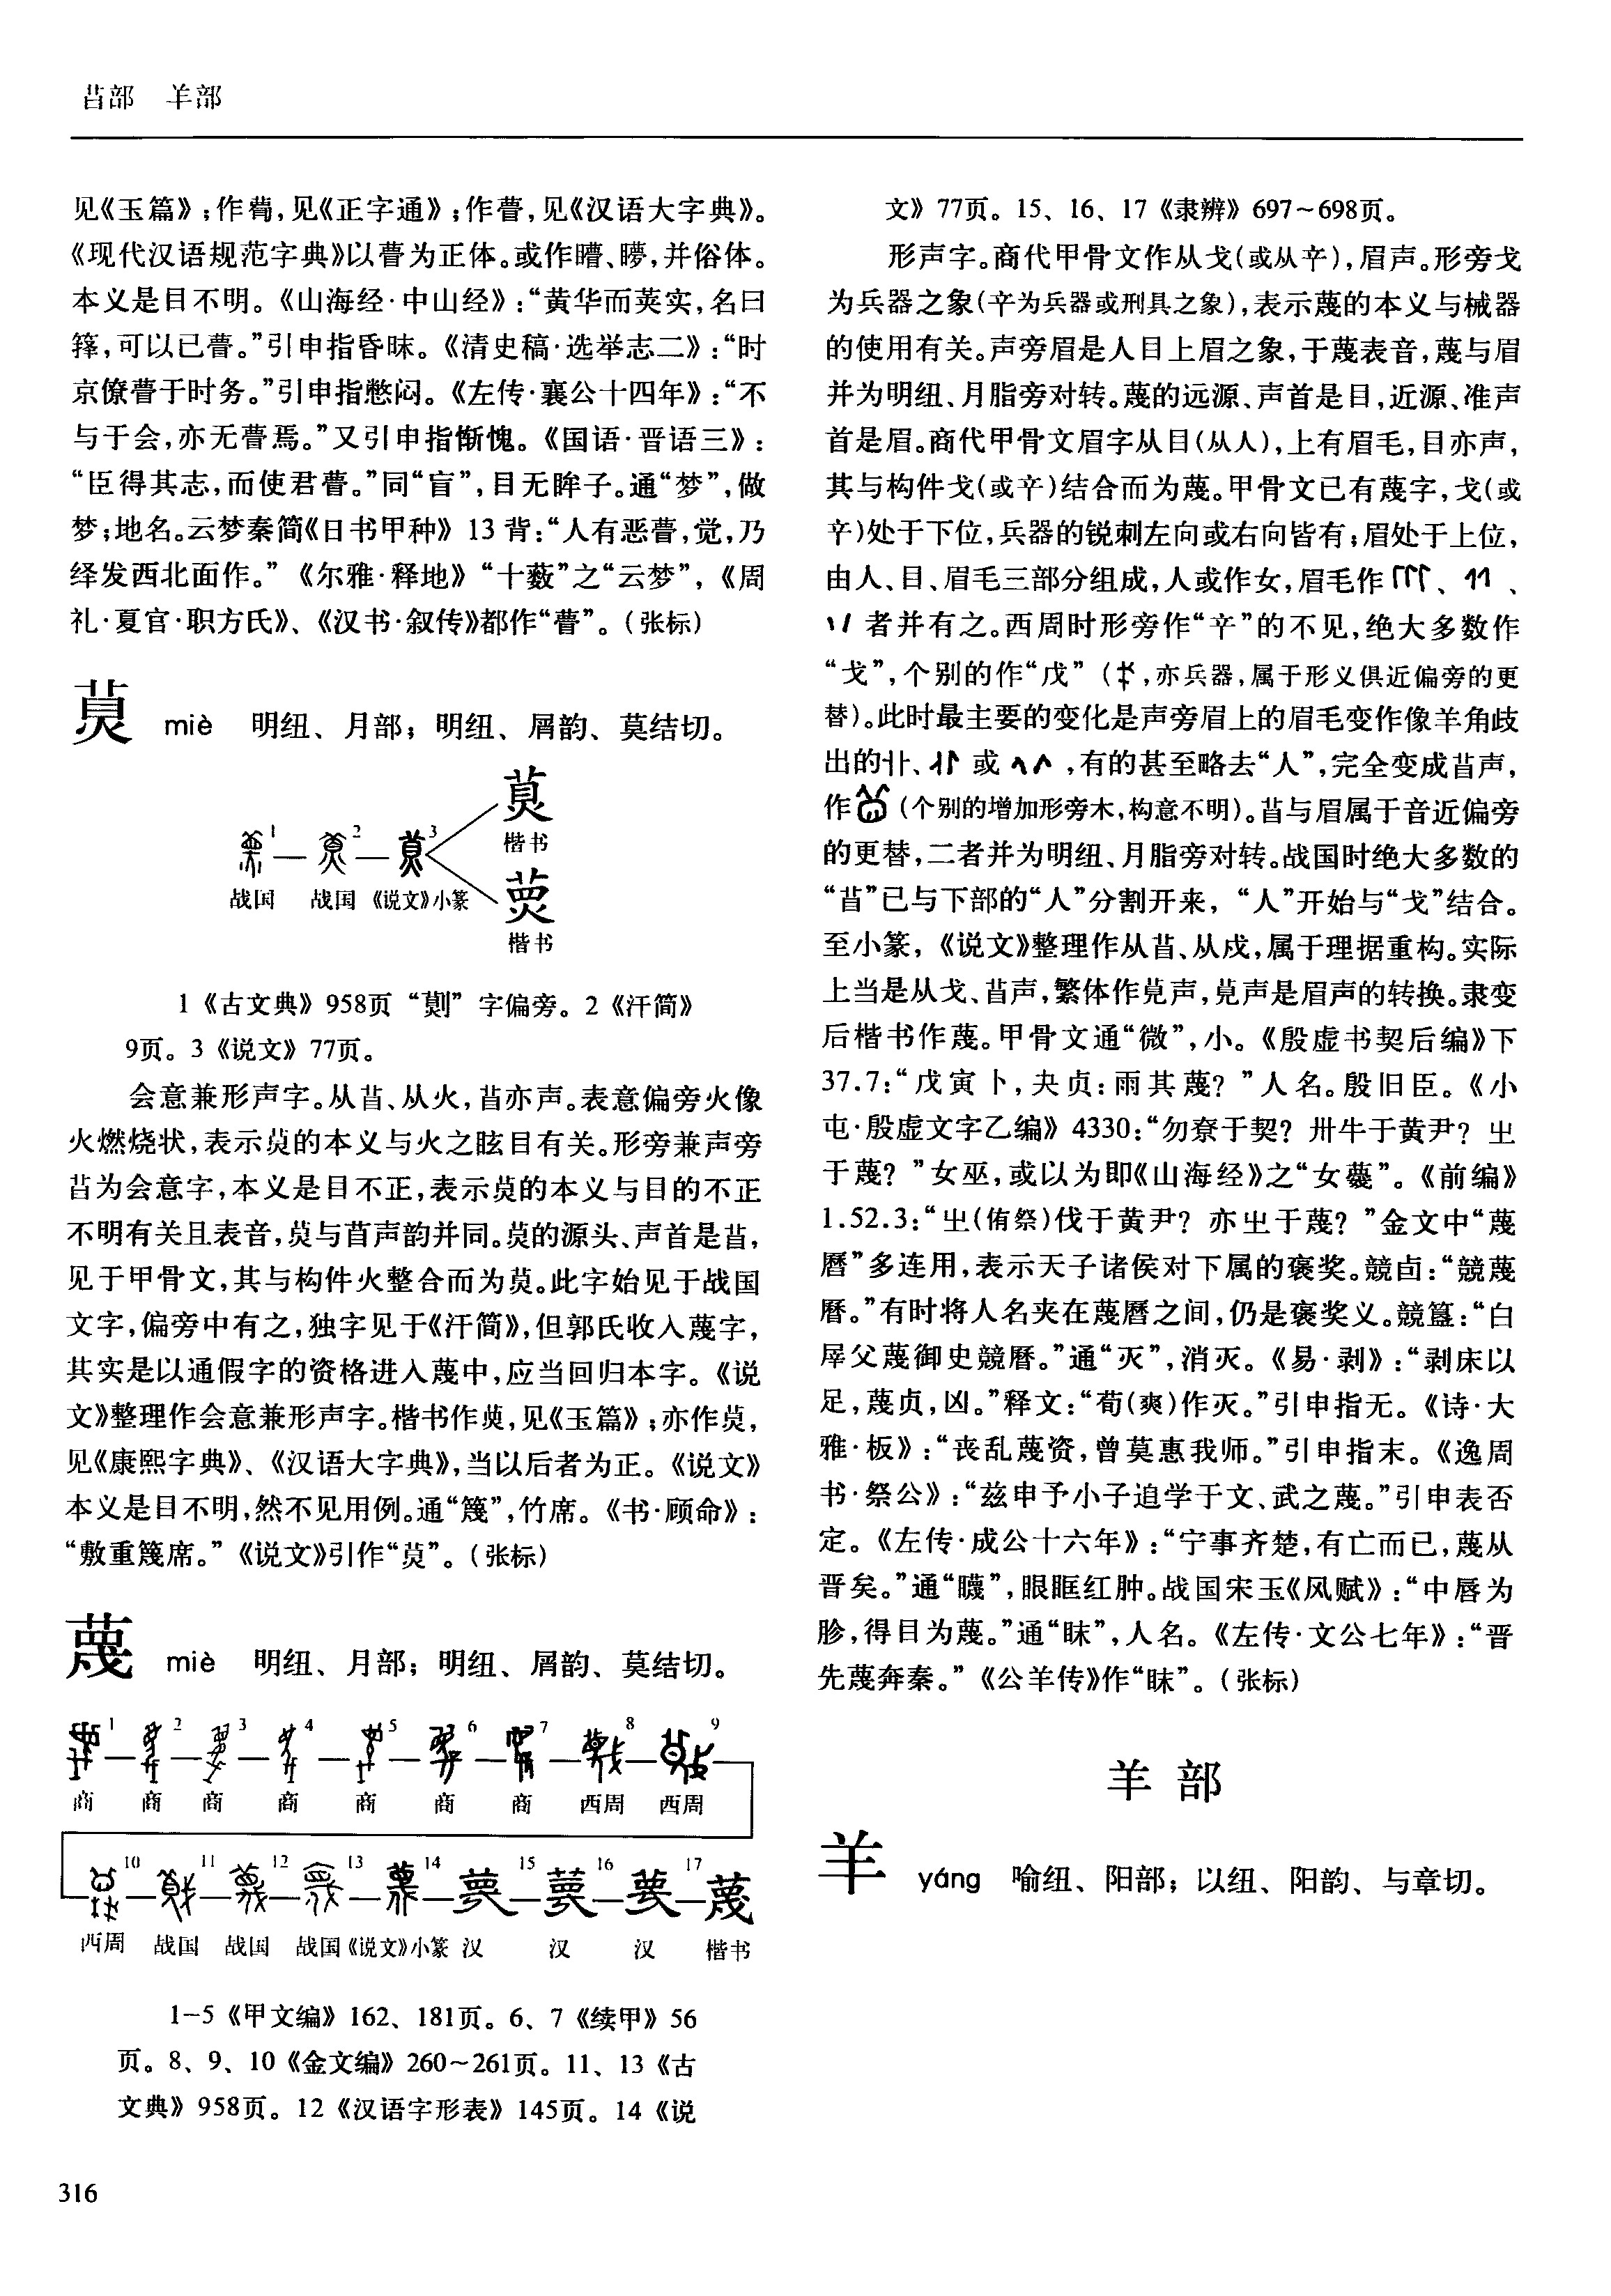 𥄕部　羊部
见《玉篇》；作蕄，见《正字通》；作瞢，见《汉语大字典》。
《现代汉语规范字典》以瞢为正体。或作矒、矇，并俗体。
本义是目不明。《山海经·中山经》：“黄华而荚实，名曰
箨，可以已瞢。”引申指昏昧。《清史稿·选举志二》：“时
京僚瞢于时务。”引申指憋闷。《左传·襄公十四年》：“不
与于会，亦无瞢焉。”又引申指惭愧。《国语·晋语三》：
“臣得其志，而使君瞢。”同“盲”，目无眸子。通“梦”，做
梦；地名。云梦秦简《日书甲种》13背：“人有恶瞢，觉，乃
绎发西北面作。”《尔雅·释地》“十薮”之“云梦”，《周
礼·夏官·职方氏》、《汉书·叙传》都作“瞢”。（张标）
miè　明纽、月部；明纽、屑韵、莫结切。
1 2 3
楷书
战国　战国　《说文》小篆
楷书
1《古文典》958页“　”字偏旁。2《汗简》
9页。3《说文》77页。
会意兼形声字。从𥄕、从火，𥄕亦声。表意偏旁火像
火燃烧状，表示𦱤的本义与火之眩目有关。形旁兼声旁
𥄕为会意字，本义是目不正，表示𦱤的本义与目的不正
不明有关且表音，𦱤与苜声韵并同。𦱤的源头、声首是𥄕，
见于甲骨文，其与构件火整合而为𦱤。此字始见于战国
文字，偏旁中有之，独字见于《汗简》，但郭氏收入蔑字，
其实是以通假字的资格进入蔑中，应当回归本字。《说
文》整理作会意兼形声字。楷书作　，见《玉篇》；亦作𦱤，
见《康熙字典》、《汉语大字典》，当以后者为正。《说文》
本义是目不明，然不见用例。通“篾”，竹席。《书·顾命》：
“敷重篾席。”《说文》引作“𦱤”。（张标）
蔑　miè　明纽、月部；明纽、屑韵、莫结切。
1 2 3 4 5 6 7 8 9
商　商　商　商　商　商　商　西周　西周
10 11 12 13 14 15 16 17 蔑
西周　战国　战国　战国《说文》小篆 汉　汉　汉　楷书
1-5《甲文编》162、181页。6、7《续甲》56
页。8、9、10《金文编》260~261页。11、13《古
文典》958页。12《汉语字形表》145页。14《说
文》77页。15、16、17《隶辨》697~698页。
形声字。商代甲骨文作从戈（或从䇂），眉声。形旁戈
为兵器之象（䇂为兵器或刑具之象），表示蔑的本义与械器
的使用有关。声旁眉是人目上眉之象，于蔑表音，蔑与眉
并为明纽、月脂旁对转。蔑的远源、声首是目，近源、准声
首是眉。商代甲骨文眉字从目（从人），上有眉毛，目亦声，
其与构件戈（或䇂）结合而为蔑。甲骨文已有蔑字，戈（或
䇂）处于下位，兵器的锐刺左向或右向皆有；眉处于上位，
由人、目、眉毛三部分组成，人或作女，眉毛作　、　、
者并有之。西周时形旁作“䇂”的不见，绝大多数作
“戈”，个别的作“戊”（　，亦兵器，属于形义俱近偏旁的更
替）。此时最主要的变化是声旁眉上的眉毛变作像羊角歧
出的　、　或　，有的甚至略去“人”，完全变成𥄕声，
作　（个别的增加形旁木，构意不明）。𥄕与眉属于音近偏旁
的更替，二者并为明纽、月脂旁对转。战国时绝大多数的
“𥄕”已与下部的“人”分割开来，“人”开始与“戈”结合。
至小篆，《说文》整理作从𥄕、从戍，属于理据重构。实际
上当是从戈、𥄕声，繁体作　声，　声是眉声的转换。隶变
后楷书作蔑。甲骨文通“微”，小。《殷虚书契后编》下
37.7：“戊寅卜，夬贞：雨其蔑？”人名。殷旧臣。《小
屯·殷虚文字乙编》4330：“勿尞于契？卅牛于黄尹？㞢
于蔑？”女巫，或以为即《山海经》之“女薎”。《前编》
1.52.3：“㞢（侑祭）伐于黄尹？亦㞢于蔑？”金文中“蔑
曆”多连用，表示天子诸侯对下属的褒奖。競卣：“競蔑
曆。”有时将人名夹在蔑曆之间，仍是褒奖义。競簋：“白
犀父蔑御史競曆。”通“灭”，消灭。《易·剥》：“剥床以
足，蔑贞，凶。”释文：“荀（爽）作灭。”引申指无。《诗·大
雅·板》：“丧乱蔑资，曾莫惠我师。”引申指末。《逸周
书·祭公》：“兹申予小子追学于文、武之蔑。”引申表否
定。《左传·成公十六年》：“宁事齐楚，有亡而已，蔑从
晋矣。”通“䁾”，眼眶红肿。战国宋玉《风赋》：“中唇为
胗，得目为蔑。”通“眜”，人名。《左传·文公七年》：“晋
先蔑奔秦。”《公羊传》作“眜”。（张标）
羊部
羊　yáng　喻纽、阳部；以纽、阳韵、与章切。
316